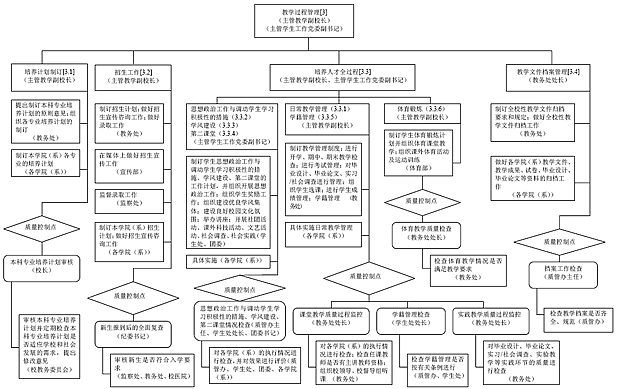 教学过程管理[3]
(主管教学副校长)
(主管学生工作党委副书记)
培养计划制订[3.1]
(主管教学副校长)
招生工作[3.2]
(主管教学副校长)
培养人才全过程[3.3]
(主管教学副校长、主管学生工作党委副书记)
教学文件档案管理[3.4]
(主管教学副校长)
提出制订本科专业培
养计划的原则意见;组
织各专业培养计划的
制订
(教务处)
制订本学院(系)各专
业的培养计划
(各学院(系))
质量控制点
本科专业培养计划审核
(校长)
审核本科专业培养计
划并定期检查本科专
业培养计划是否适应
学校和社会发展的需
求,提出修改意见
(校教务委员会)
制订招生计划;做好招
生宣传咨询工作;做好
录取工作
(教务处)
在媒体上做好招生宣传
工作
(宣传部)
监督录取工作
(监察处)
制订本学院(系)招生
计划;做好招生宣传咨
询工作
(各学院(系))
质量控制点
新生报到后的全面复查
(纪委书记)
审核新生是否符合入学要
求
(监察处、教务处、校医院)
思想政治工作与调动学生学习
积极性的措施 (3.3.2)
学风建设 (3.3.3)
第二课堂 (3.3.4)
(主管学生工作党委副书记)
制订学生思想政治工作与
调动学生学习积极性的措
施、学风建设、第二课堂的
工作计划,并组织开展思想
政治工作;组织学生奖励工
作;组织建设优良学风集
体;建设良好校园文化氛
围;举办讲座;开展社团活
动、课外科技活动、文艺活
动、社会调查、社会实践(学
生处、团委)
具体实施 (各学院(系))
质量控制点
思想政治工作与调动学生学
习积极性的措施、学风建设、
第二课堂情况检查(质量管办
主任、学生处处长、团委书记)
对各学院(系)的执行情况
进行检查,并对效果进行评价(质
管办、学生处、团委、各学院
(系))
日常教学管理 (3.3.1)
学籍管理 (3.3.5)
(主管教学副校长)
制订教学管理制度;进行
开学、期中、期末教学检
查;进行考试管理;对毕
业设计、毕业论文、实习
/社会调查进行管理;组
织学生选课;进行学生成
绩管理;学籍管理 (教
务处)
具体实施日常教学管理
(各学院(系))
质量控制点
课堂教学质量过程监控
(教务处处长)
对各学院(系)的执行情
况进行检查;检查任课教
师是否有主讲教师资格;
组织校领导、校督导组听
课 (教务处)
学籍管理检查
(学生处处长)
检查学籍管理是否
按有关条例进行
(质管办)
实践教学质量过程监控
(教务处处长)
对毕业设计、毕业论文、
实习/社会调查、实验教学
等实践环节的质量进行
检查
(教务处)
体育锻炼 (3.3.6)
(主管教学副校长)
制订学生体育锻炼计
划并组织体育课堂教
学;组织课外体育活动
及运动训练
(体育部)
质量控制点
体育教学质量检查
(教务处处长)
检查体育教学情况是否
满足教学要求
(教务处)
制订全校性教学文件归档
要求和规定;做好全校性教
学文件归档工作
(教务处处)
做好各学院(系)教学文件、
教学成果、试卷、毕业设计、
毕业论文等资料的归档工
作
(各学院(系))
质量控制点
档案工作检查
(质管办主任)
检查教学档案是否齐
全、规范 (质管办)